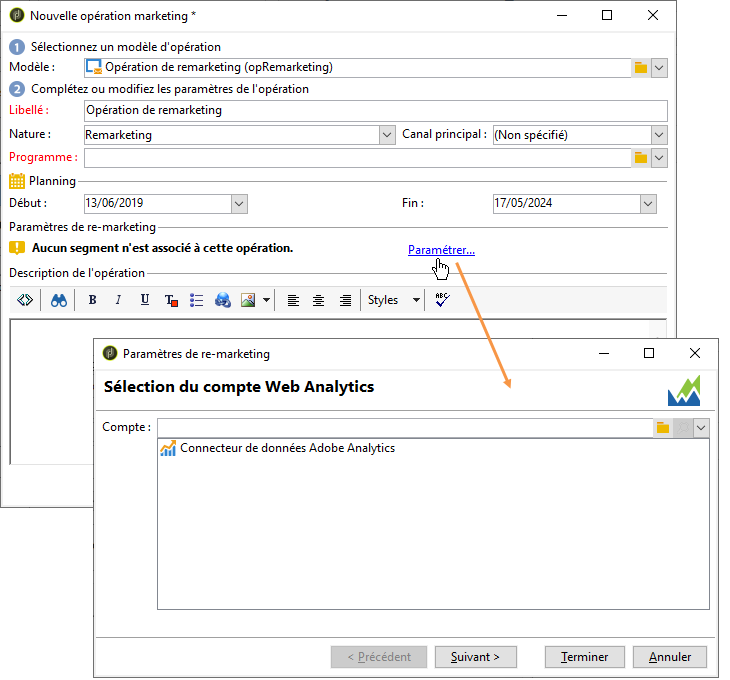 Nouvelle opération marketing *
1 Sélectionnez un modèle d'opération
Modèle : Opération de remarketing (opRemarketing)
2 Complétez ou modifiez les paramètres de l'opération
Libellé : Opération de remarketing
Nature : Remarketing Canal principal : (Non spécifié)
Programme :
Planning
Début : 13/06/2019 Fin : 17/05/2024
Paramètres de re-marketing
Aucun segment n'est associé à cette opération. Paramétrer...
Description de l'opération
B I U T Styles ABC
Paramètres de re-marketing
Sélection du compte Web Analytics
Compte :
Connecteur de données Adobe Analytics
< Précédent Suivant > Terminer Annuler